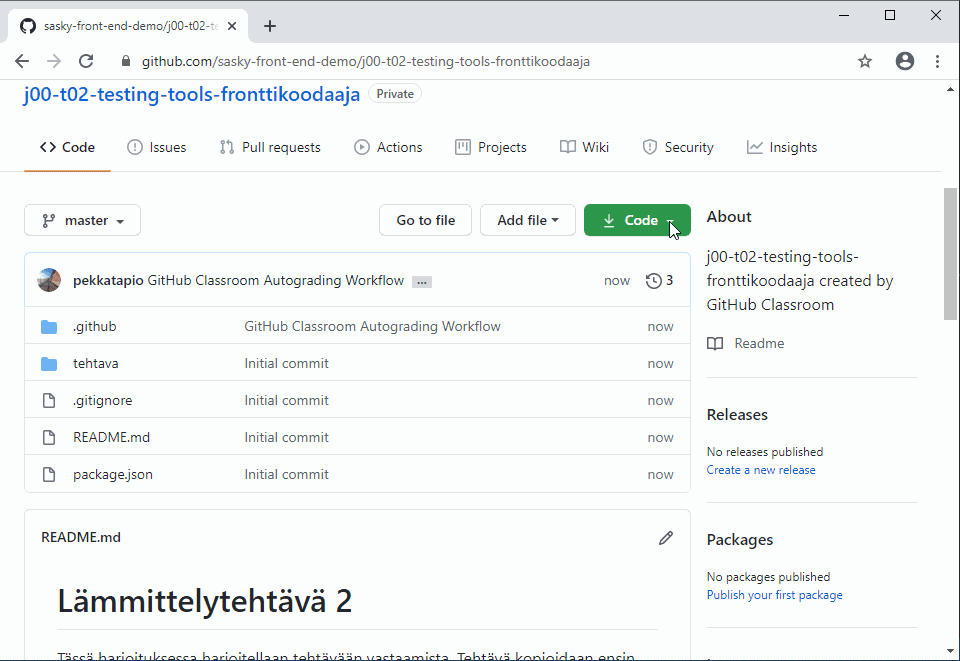 sasky-front-end-demo/j00-t02-te
github.com/sasky-front-end-demo/j00-t02-testing-tools-fronttikoodaaja
j00-t02-testing-tools-fronttikoodaaja Private
Code Issues Pull requests Actions Projects Wiki Security Insights
master Go to file Add file Code
pekkatapio GitHub Classroom Autograding Workflow ... now 3
.github GitHub Classroom Autograding Workflow now
tehtava Initial commit now
.gitignore Initial commit now
README.md Initial commit now
package.json Initial commit now
README.md
Lämmittelytehtävä 2
Tässä harjoituksessa harjoitellaan tehtävään vastaamista. Tehtävä kopioidaan ensin
About
j00-t02-testing-tools-
fronttikoodaaja created by
GitHub Classroom
Readme
Releases
No releases published
Create a new release
Packages
No packages published
Publish your first package